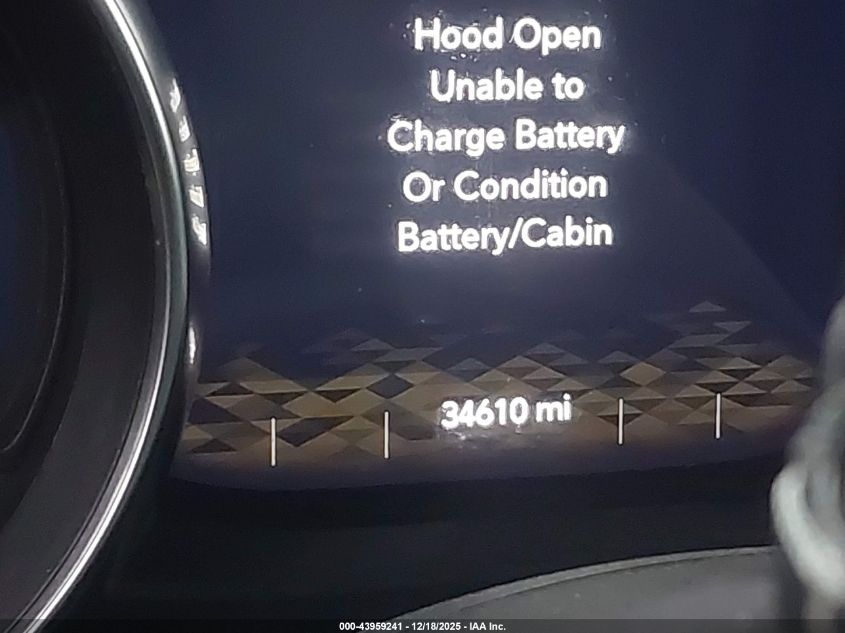 Hood Open
Unable to
Charge Battery
Or Condition
Battery/Cabin
34610 mi
000-43959241 - 12/18/2025 - IAA Inc.